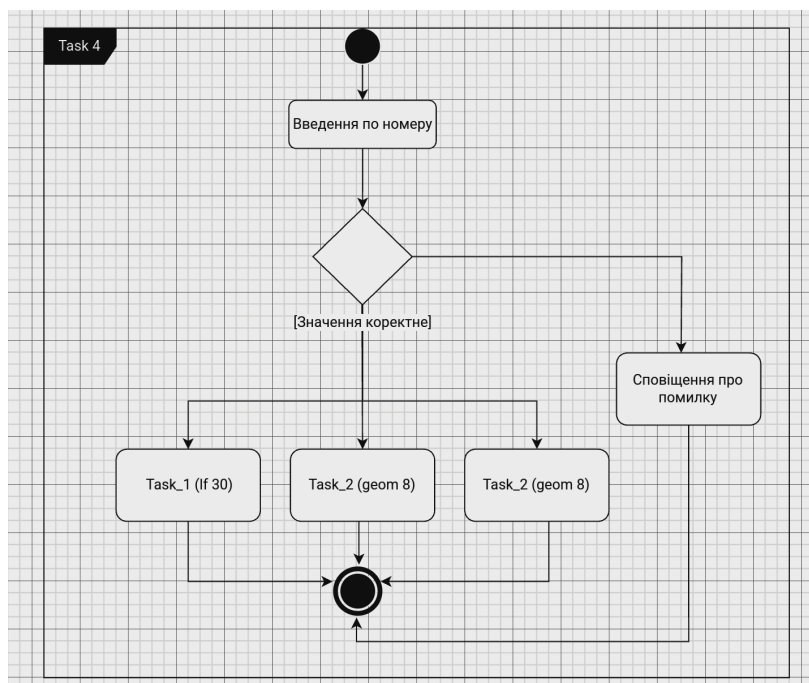 Task 4
Введення по номеру
[Значення коректне]
Сповіщення про
помилку
Task_1 (If 30)
Task_2 (geom 8)
Task_2 (geom 8)